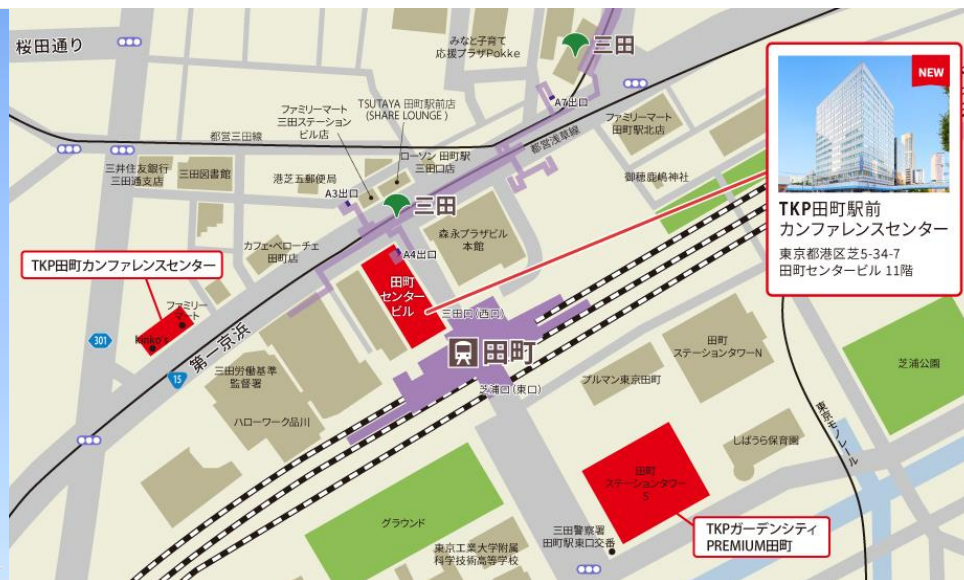 桜田通り
みなと子育て
応援プラザPokke
三田
A7出口
ファミリーマート
三田ステーション
ビル店
TSUTAYA 田町駅前店
(SHARE LOUNGE )
ファミリーマート
田町駅北店
都営三田線
都営浅草線
三井住友銀行
三田通支店
三田図書館
港芝五郵便局
ローソン 田町駅
三田口店
御穂鹿嶋神社
A3出口
三田
カフェ・ベローチェ
田町店
A4出口
森永プラザビル
本館
NEW
TKP田町駅前
カンファレンスセンター
東京都港区芝5-34-7
田町センタービル 11階
TKP田町カンファレンスセンター
田町
センター
ビル
三田口(西口)
ファミリー
マート
Kinko's
301
15
第一京浜
田町
芝浦口(東口)
三田労働基準
監督署
ハローワーク品川
プルマン東京田町
田町
ステーションタワーN
芝浦公園
東京モノレール
しばうら保育園
田町
ステーションタワー
S
グラウンド
三田警察署
田町駅東口交番
東京工業大学附属
科学技術高等学校
TKPガーデンシティ
PREMIUM田町